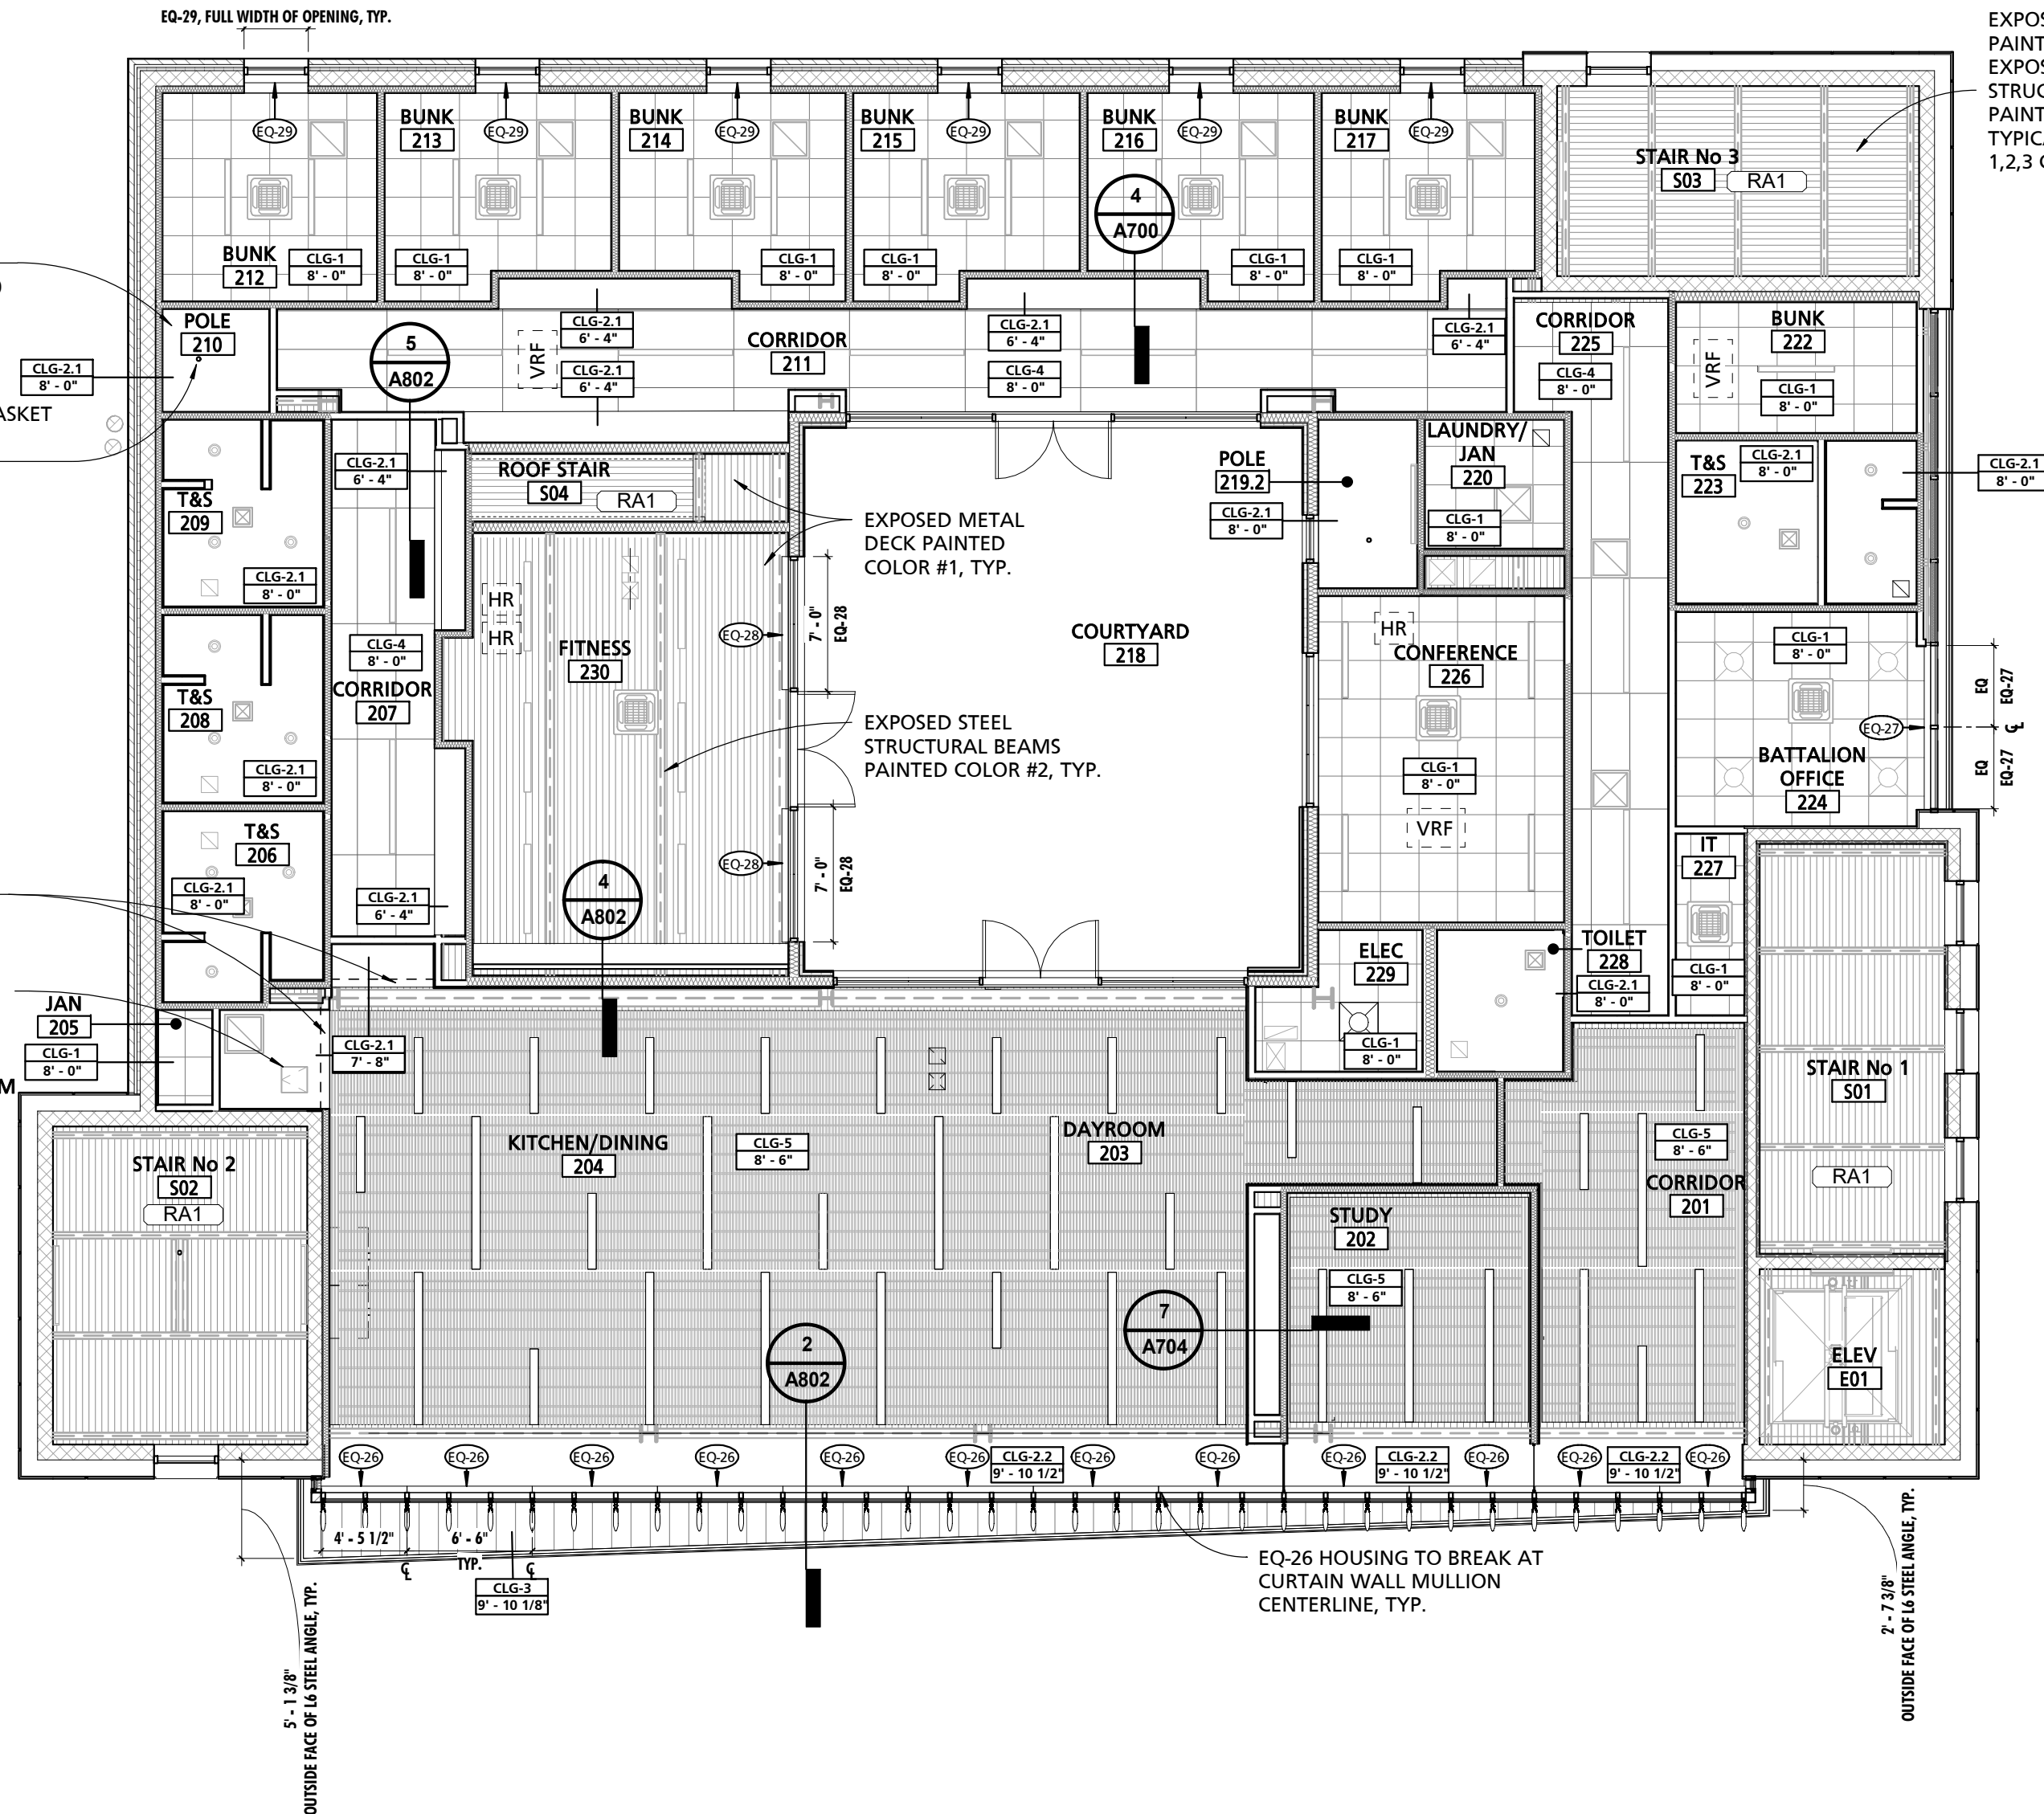 EQ-29, FULL WIDTH OF OPENING, TYP.
BUNK
212
CLG-1
8' - 0"
EQ-29
BUNK
213
CLG-1
8' - 0"
EQ-29
BUNK
214
CLG-1
8' - 0"
EQ-29
BUNK
215
CLG-1
8' - 0"
EQ-29
BUNK
216
CLG-1
8' - 0"
EQ-29
4
A700
BUNK
217
CLG-1
8' - 0"
EQ-29
STAIR No 3
S03
RA1
1,2,3
POLE
210
CLG-2.1
8' - 0"
5
A802
VRF
CLG-2.1
6' - 4"
CLG-2.1
6' - 4"
CORRIDOR
211
CLG-2.1
6' - 4"
CLG-4
8' - 0"
CLG-2.1
6' - 4"
CORRIDOR
225
CLG-4
8' - 0"
BUNK
222
VRF
CLG-1
8' - 0"
T&S
209
CLG-2.1
8' - 0"
CLG-2.1
6' - 4"
ROOF STAIR
S04
RA1
EXPOSED METAL
DECK PAINTED
COLOR #1, TYP.
POLE
219.2
CLG-2.1
8' - 0"
LAUNDRY/
JAN
220
CLG-1
8' - 0"
T&S
223
CLG-2.1
8' - 0"
CLG-2.1
8' - 0"
T&S
208
CLG-2.1
8' - 0"
CLG-4
8' - 0"
CORRIDOR
207
HR
HR
FITNESS
230
EQ-28
7' - 0"
EQ-28
COURTYARD
218
EXPOSED STEEL
STRUCTURAL BEAMS
PAINTED COLOR #2, TYP.
HR
CONFERENCE
226
CLG-1
8' - 0"
VRF
CLG-1
8' - 0"
BATTALION
OFFICE
224
EQ-27
EQ
EQ-27
EQ
EQ-27
T&S
206
CLG-2.1
8' - 0"
CLG-2.1
6' - 4"
4
A802
EQ-28
7' - 0"
EQ-28
IT
227
CLG-1
8' - 0"
ELEC
229
CLG-1
8' - 0"
TOILET
228
CLG-2.1
8' - 0"
JAN
205
CLG-1
8' - 0"
CLG-2.1
7' - 8"
STAIR No 1
S01
RA1
STAIR No 2
S02
RA1
KITCHEN/DINING
204
CLG-5
8' - 6"
DAYROOM
203
CLG-5
8' - 6"
CORRIDOR
201
STUDY
202
CLG-5
8' - 6"
7
A704
2
A802
ELEV
E01
EQ-26
EQ-26
EQ-26
EQ-26
EQ-26
EQ-26
CLG-2.2
9' - 10 1/2"
EQ-26
EQ-26
EQ-26
CLG-2.2
9' - 10 1/2"
EQ-26
EQ-26
CLG-2.2
9' - 10 1/2"
EQ-26
4' - 5 1/2"
6' - 6"
TYP.
CLG-3
9' - 10 1/8"
EQ-26 HOUSING TO BREAK AT
CURTAIN WALL MULLION
CENTERLINE, TYP.
5' - 1 3/8"
OUTSIDE FACE OF L6 STEEL ANGLE, TYP.
2' - 7 3/8"
OUTSIDE FACE OF L6 STEEL ANGLE, TYP.